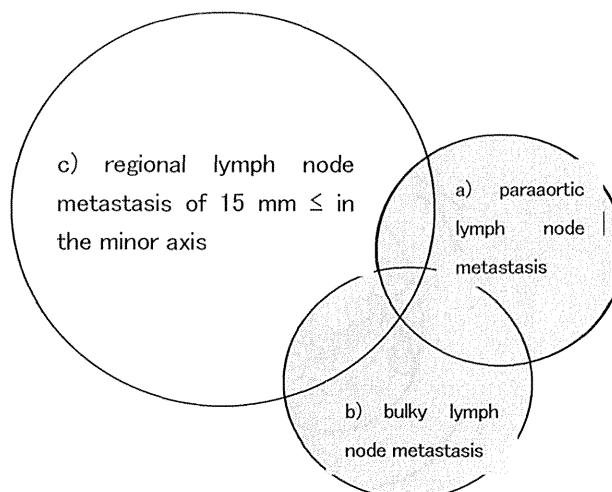 c) regional lymph node
metastasis of 15 mm ≤ in
the minor axis
a) paraaortic
lymph node
metastasis
b) bulky lymph
node metastasis